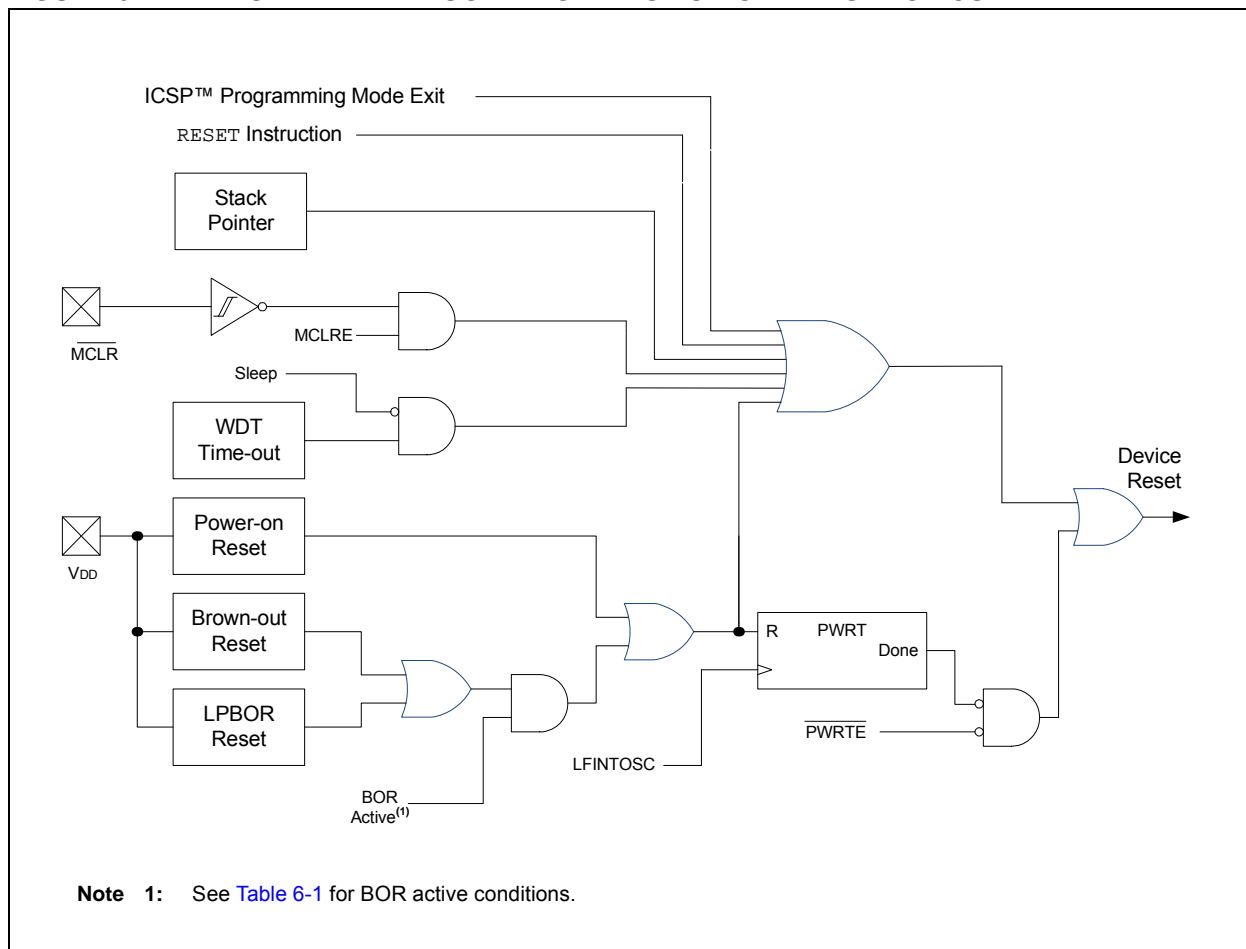 ICSP™ Programming Mode Exit
RESET Instruction
Stack
Pointer
MCLR
MCLRE
Sleep
WDT
Time-out
Device
Reset
VDD
Power-on
Reset
Brown-out
Reset
R PWRT
Done
LPBOR
Reset
PWRTE
LFINTOSC
BOR
Active(1)
Note 1: See Table 6-1 for BOR active conditions.